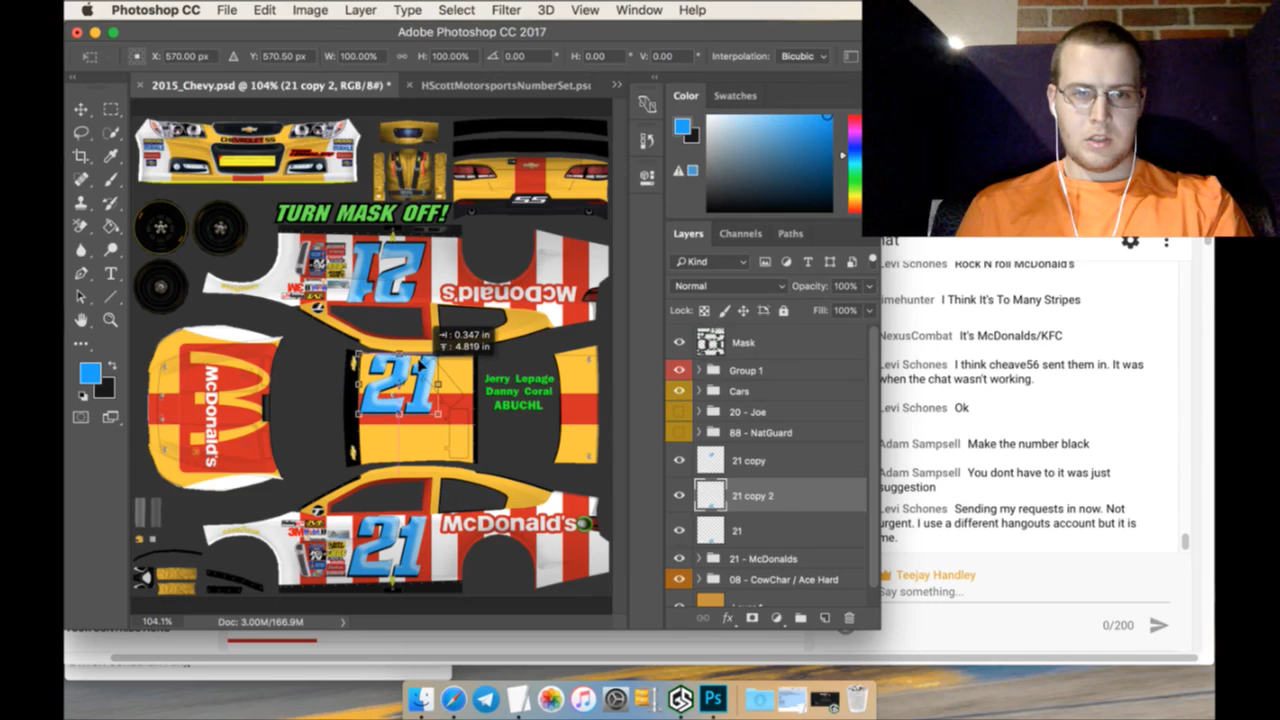 Photoshop CC File Edit Image Layer Type Select Filter 3D View Window Help
Adobe Photoshop CC 2017
X: 570.00 px Y: 570.50 px W: 100.00% H: 100.00% 0.00 ° H: 0.00 ° V: 0.00 ° Interpolation: Bicubic
2015_Chevy.psd @ 104% (21 copy 2, RGB/8#) *
HScottMotorsportsNumberSet.psd
Color Swatches
CHEVROLET SS
SS
TURN MASK OFF!
21
McDonald's
H : 0.347 in
4.819 in
21
Jerry Lepage
Danny Coral
ABUCHL
McDonald's
3M
21
McDonald's
104.1% Doc: 3.00M/166.9M
Layers Channels Paths
Kind
Normal Opacity: 100%
Lock: Fill: 100%
Mask
Group 1
Cars
20 - Joe
88 - NatGuard
21 copy
21 copy 2
21
21 - McDonalds
08 - CowChar / Ace Hard
fx
Levi Schones Rock N roll McDonald's
I Think It's To Many Stripes
NexusCombat It's McDonalds/KFC
Levi Schones I think cheave56 sent them in. It was
when the chat wasn't working.
Levi Schones Ok
Adam Sampsell Make the number black
Adam Sampsell You dont have to it was just
suggestion
Levi Schones Sending my requests in now. Not
urgent. I use a different hangouts account but it is
me.
Teejay Handley
Say something...
0/200
Ps